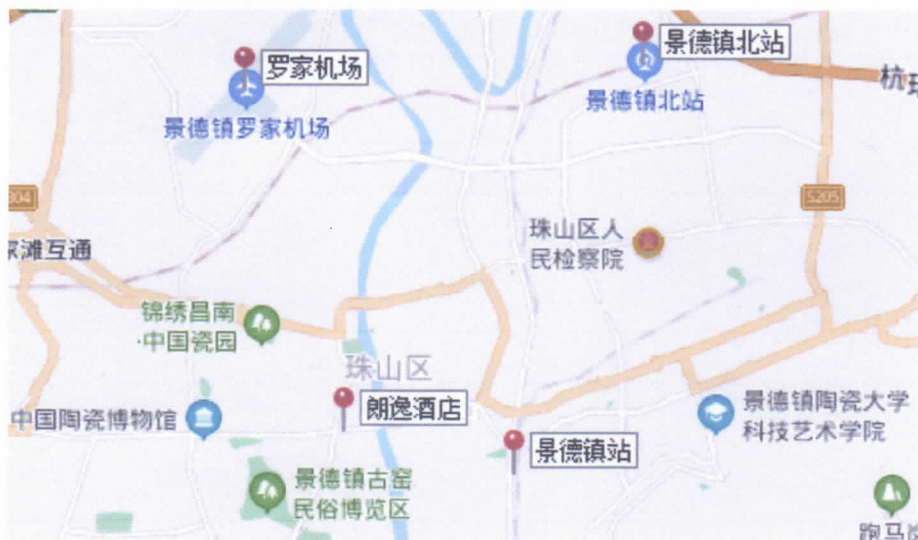 罗家机场
景德镇北站
景德镇北站
景德镇罗家机场
杭
S205
珠山区人
民检察院
家滩互通
锦绣昌南
·中国瓷园
珠山区
朗逸酒店
中国陶瓷博物馆
景德镇陶瓷大学
科技艺术学院
景德镇站
景德镇古窑
民俗博览区
跑马